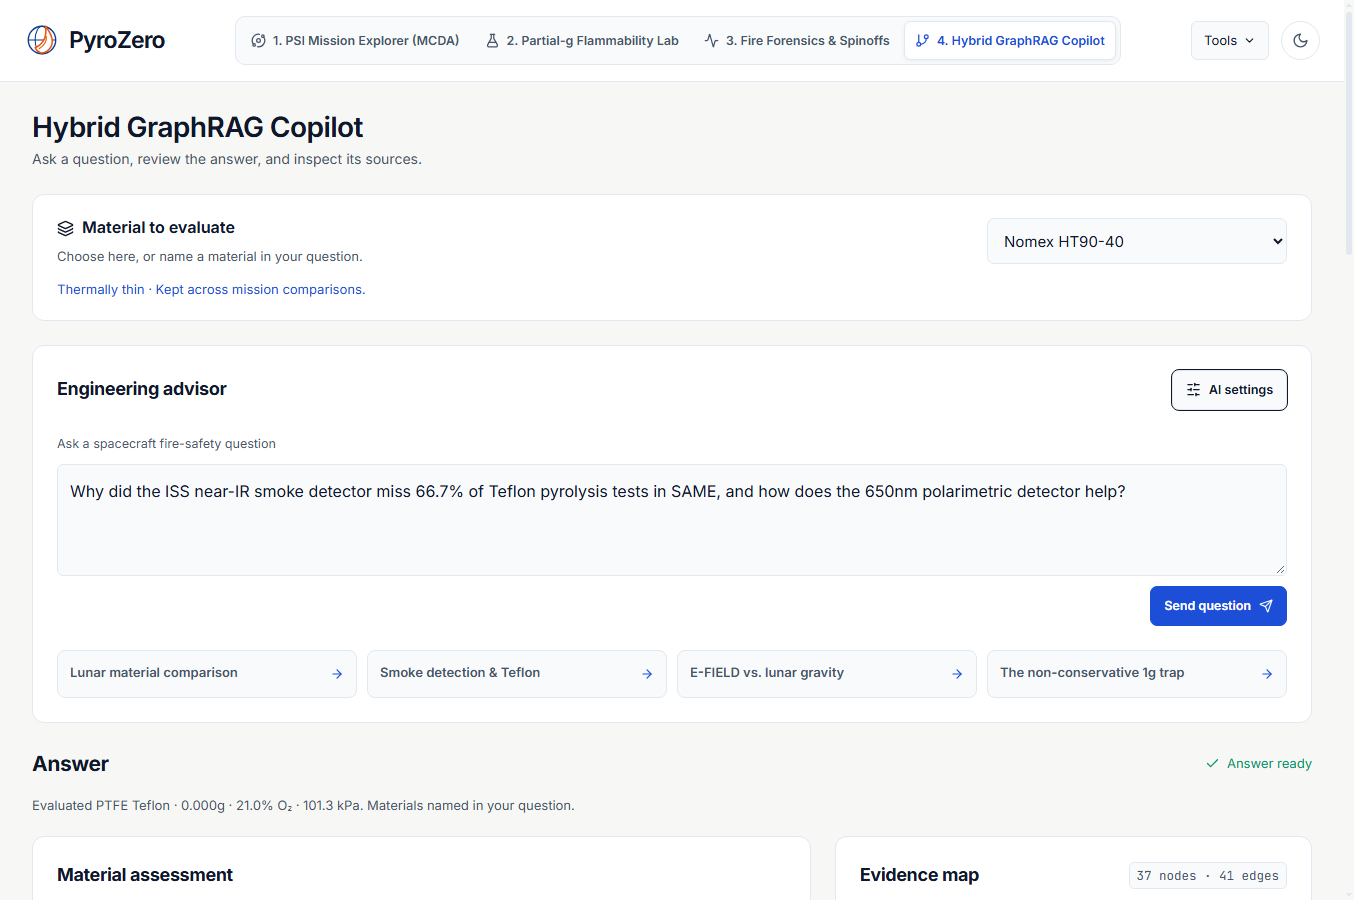 PyroZero
1. PSI Mission Explorer (MCDA)
2. Partial-g Flammability Lab
3. Fire Forensics & Spinoffs
4. Hybrid GraphRAG Copilot
Tools
Hybrid GraphRAG Copilot
Ask a question, review the answer, and inspect its sources.
Material to evaluate
Choose here, or name a material in your question.
Thermally thin · Kept across mission comparisons.
Nomex HT90-40
Engineering advisor
AI settings
Ask a spacecraft fire-safety question
Why did the ISS near-IR smoke detector miss 66.7% of Teflon pyrolysis tests in SAME, and how does the 650nm polarimetric detector help?
Send question
Lunar material comparison
Smoke detection & Teflon
E-FIELD vs. lunar gravity
The non-conservative 1g trap
Answer
Answer ready
Evaluated PTFE Teflon · 0.000g · 21.0% O₂ · 101.3 kPa. Materials named in your question.
Material assessment
Evidence map
37 nodes · 41 edges